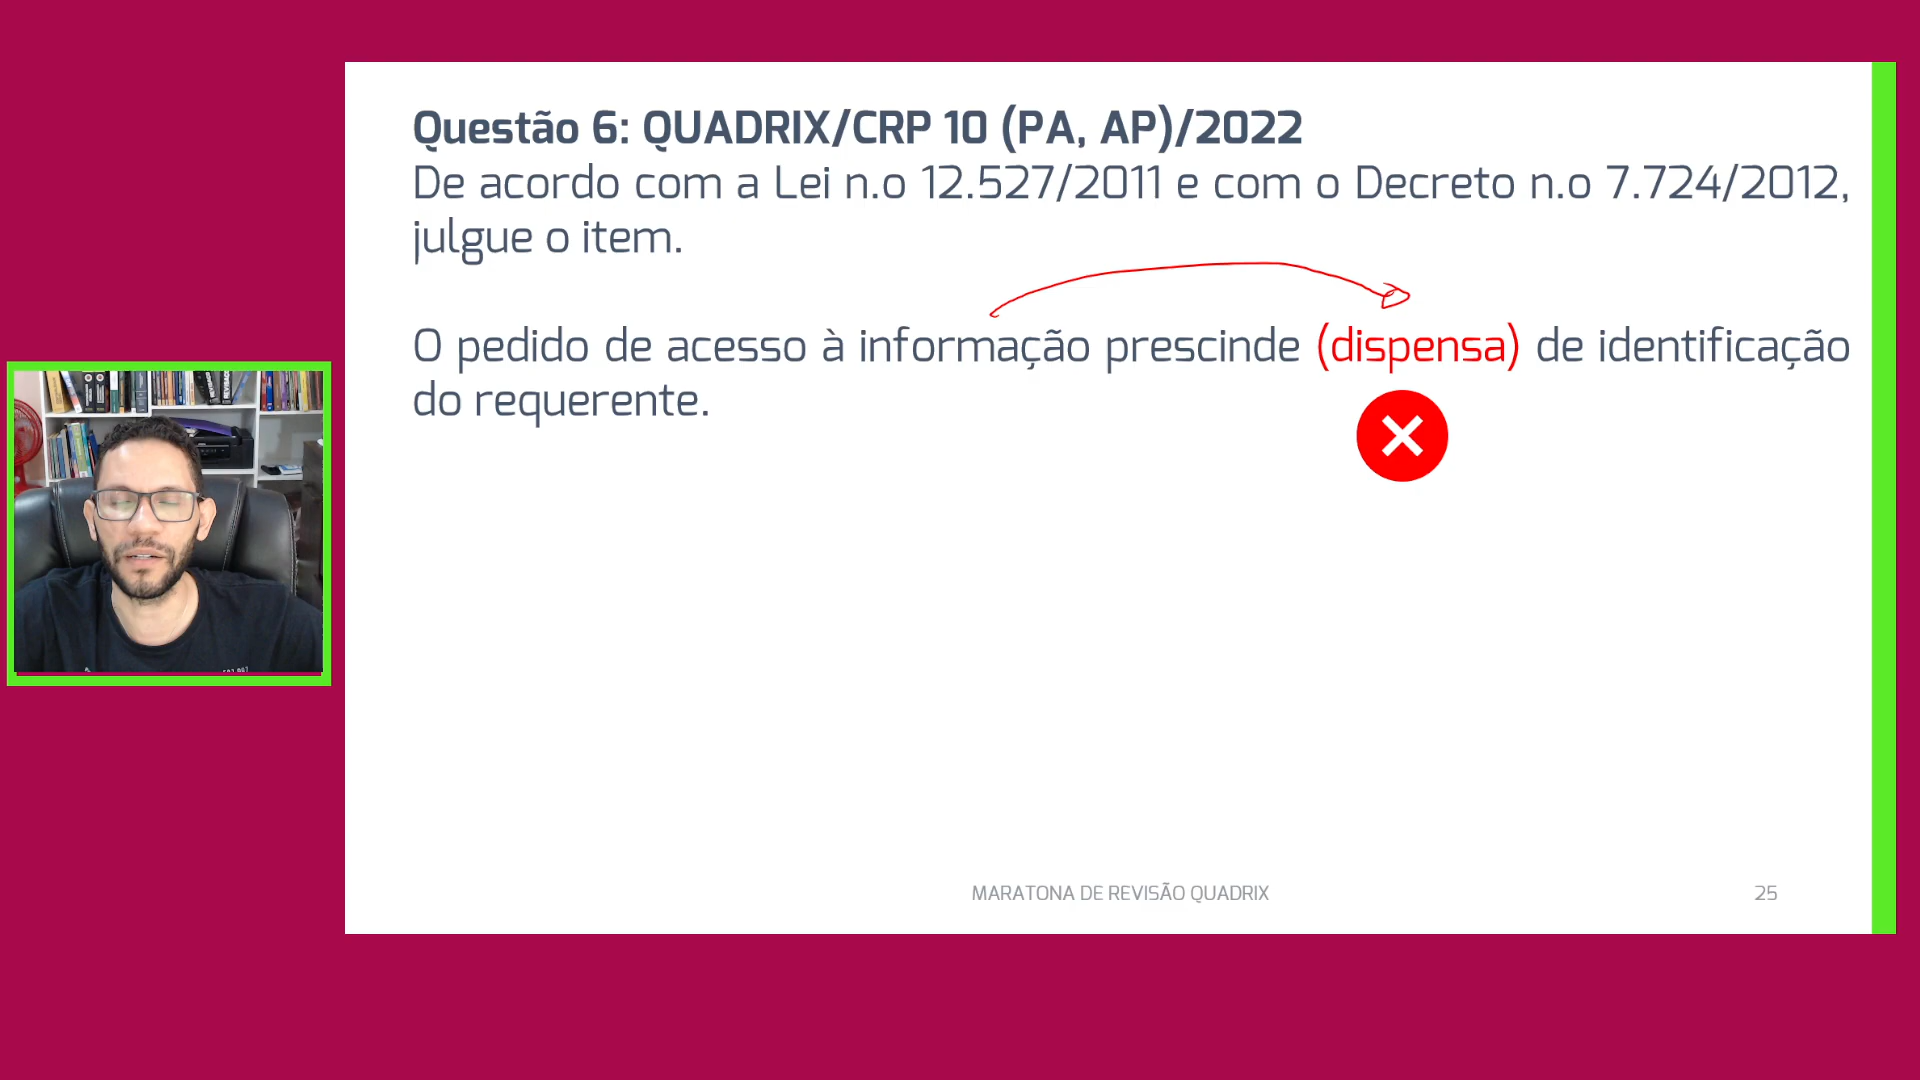 Questão 6: QUADRIX/CRP 10 (PA, AP)/2022
De acordo com a Lei n.o 12.527/2011 e com o Decreto n.o 7.724/2012,
julgue o item.
O pedido de acesso à informação prescinde (dispensa) de identificação
do requerente.
MARATONA DE REVISÃO QUADRIX
25